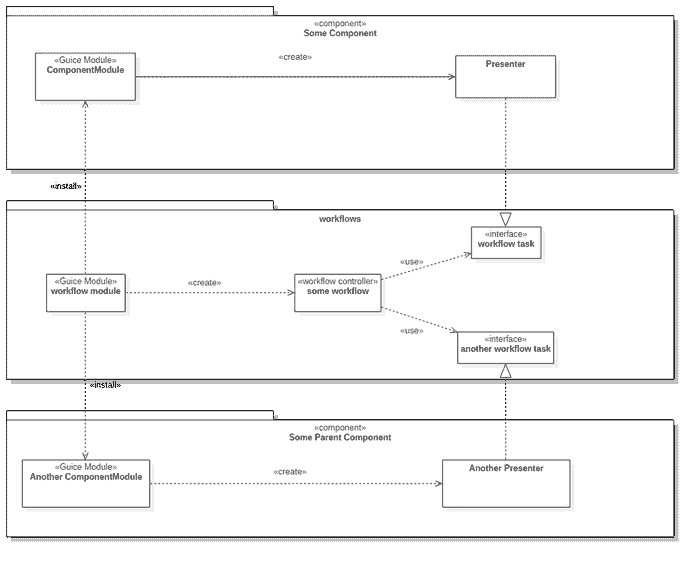 «component»
Some Component
«Guice Module»
ComponentModule
«create»
Presenter
«install»
workflows
«interface»
workflow task
«use»
«Guice Module»
workflow module
«create»
«workflow controller»
some workflow
«use»
«interface»
another workflow task
«install»
«component»
Some Parent Component
«Guice Module»
Another ComponentModule
«create»
Another Presenter